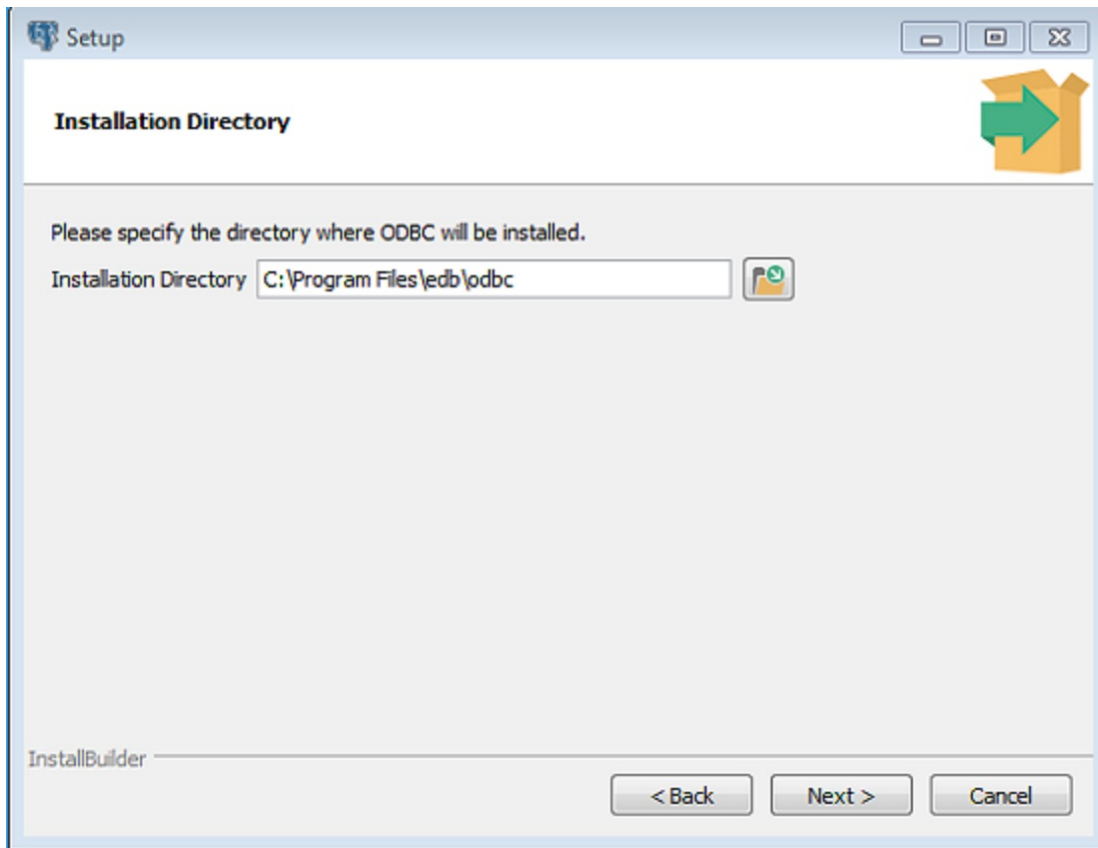 Setup
Installation Directory
Please specify the directory where ODBC will be installed.
Installation Directory C:\Program Files\edb\odbc
InstallBuilder
< Back Next > Cancel